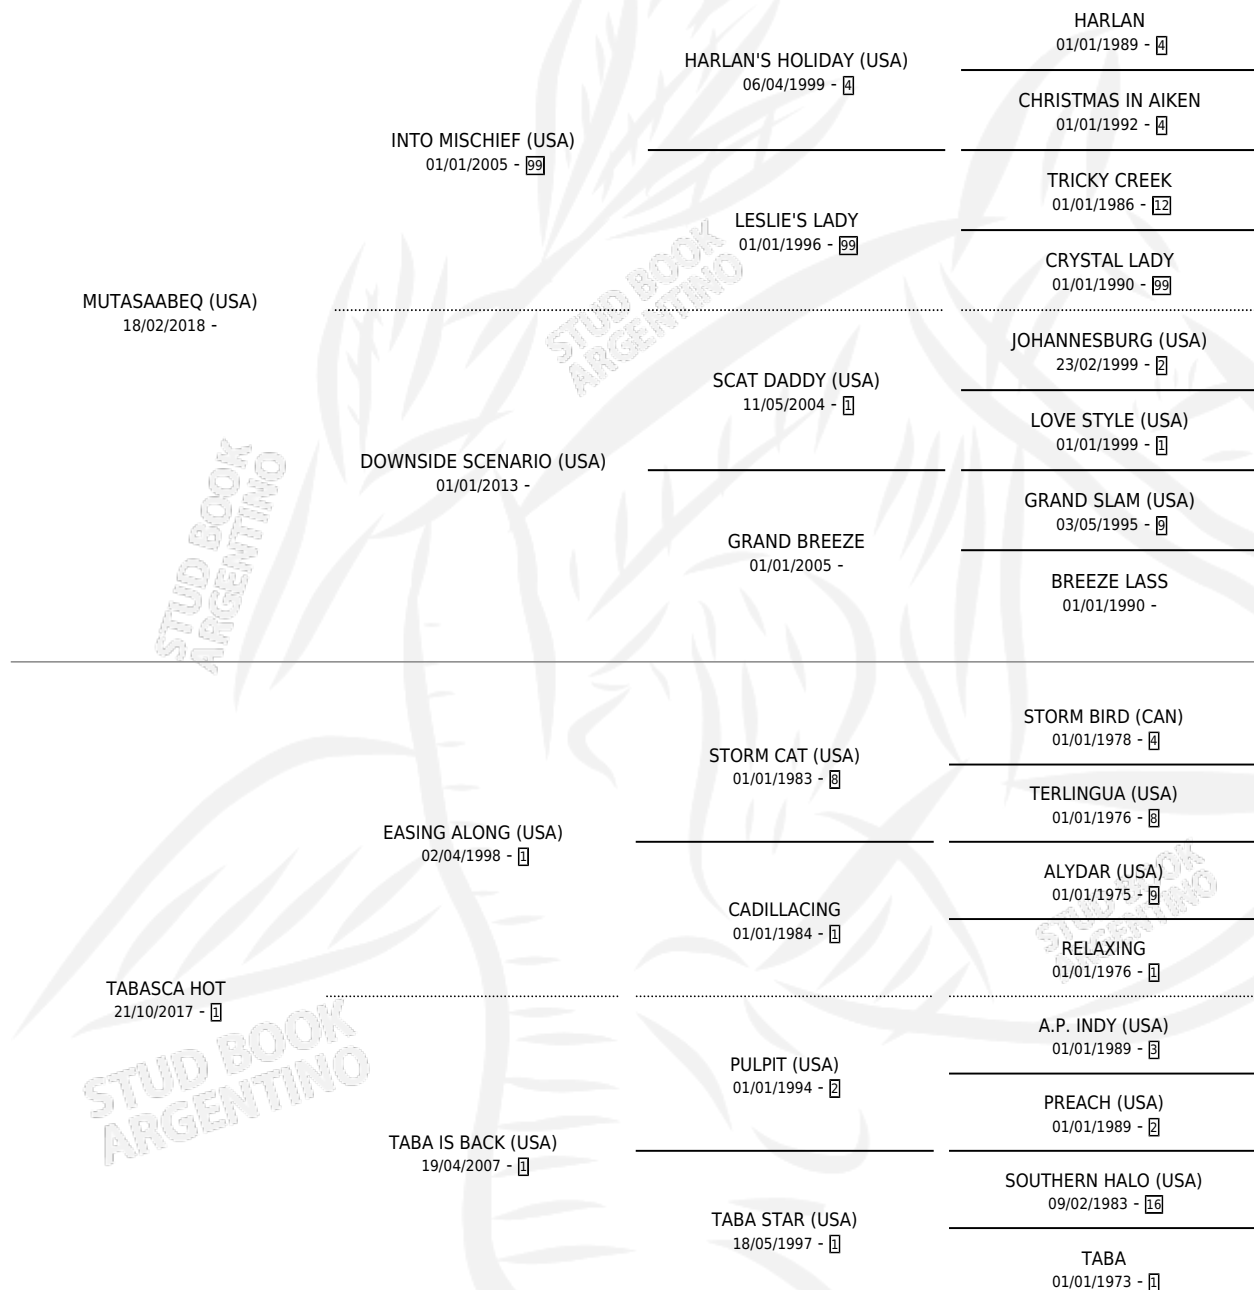 HARLAN
01/01/1989 - 4
HARLAN'S HOLIDAY (USA)
06/04/1999 - 4
CHRISTMAS IN AIKEN
01/01/1992 - 4
INTO MISCHIEF (USA)
01/01/2005 - 99
TRICKY CREEK
01/01/1986 - 12
LESLIE'S LADY
01/01/1996 - 99
CRYSTAL LADY
01/01/1990 - 99
MUTASAABEQ (USA)
18/02/2018 -
JOHANNESBURG (USA)
23/02/1999 - 2
SCAT DADDY (USA)
11/05/2004 - 1
LOVE STYLE (USA)
01/01/1999 - 1
DOWNSIDE SCENARIO (USA)
01/01/2013 -
GRAND SLAM (USA)
03/05/1995 - 9
GRAND BREEZE
01/01/2005 -
BREEZE LASS
01/01/1990 -
STORM BIRD (CAN)
01/01/1978 - 4
STORM CAT (USA)
01/01/1983 - 8
TERLINGUA (USA)
01/01/1976 - 8
EASING ALONG (USA)
02/04/1998 - 1
ALYDAR (USA)
01/01/1975 - 9
CADILLACING
01/01/1984 - 1
RELAXING
01/01/1976 - 1
TABASCA HOT
21/10/2017 - 1
A.P. INDY (USA)
01/01/1989 - 3
PULPIT (USA)
01/01/1994 - 2
PREACH (USA)
01/01/1989 - 2
TABA IS BACK (USA)
19/04/2007 - 1
SOUTHERN HALO (USA)
09/02/1983 - 16
TABA STAR (USA)
18/05/1997 - 1
TABA
01/01/1973 - 1
STUD BOOK
ARGENTINO
STUD BOOK
ARGENTINO
STUD BOOK
ARGENTINO
STUD BOOK
ARGENTINO